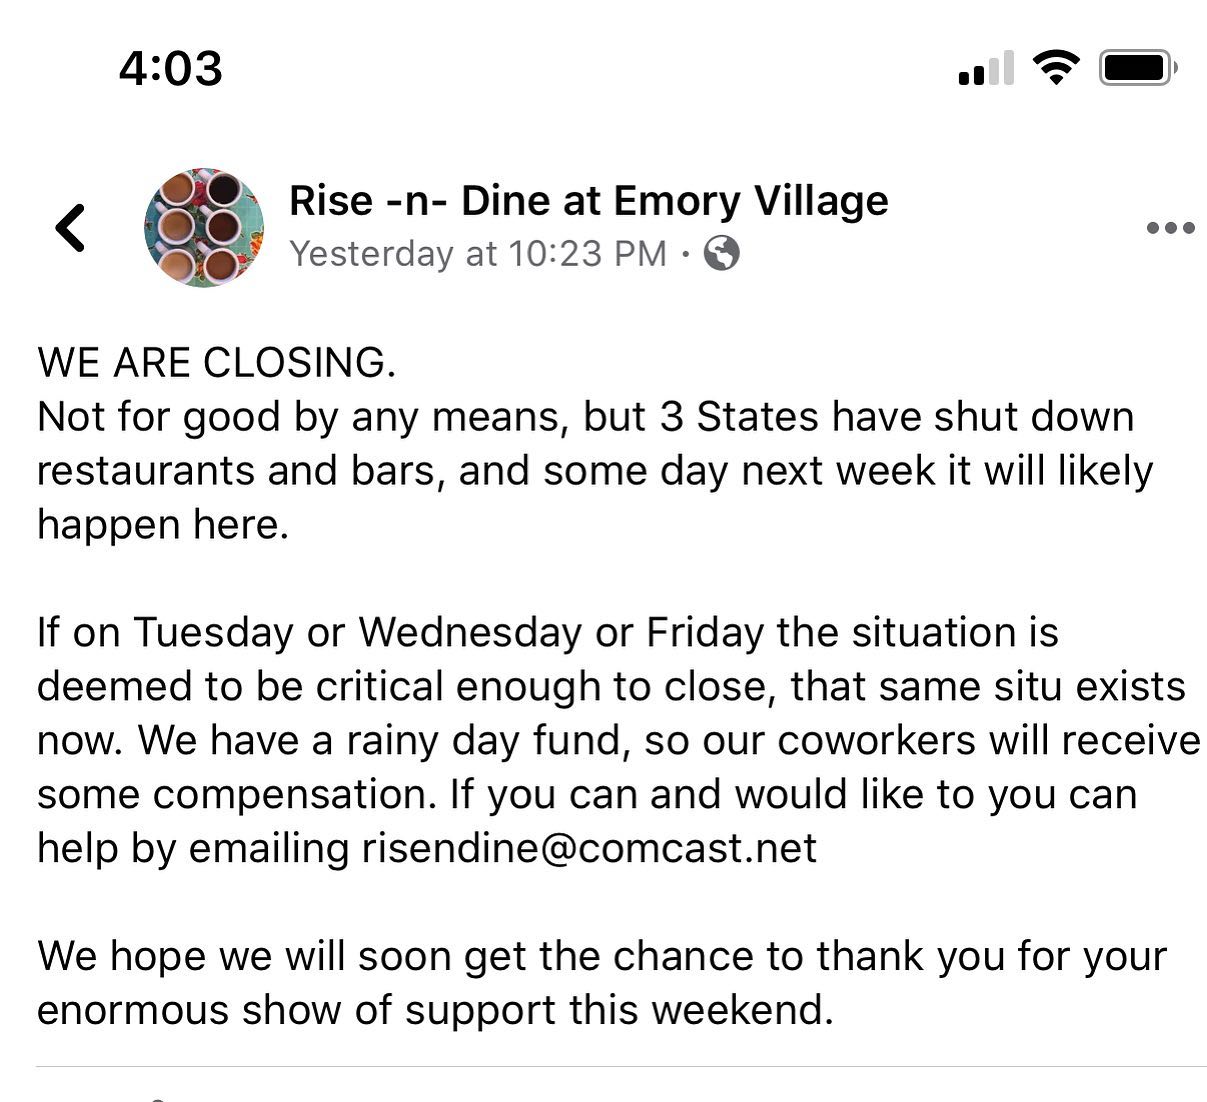 4:03
Rise -n- Dine at Emory Village
Yesterday at 10:23 PM ·
WE ARE CLOSING.
Not for good by any means, but 3 States have shut down
restaurants and bars, and some day next week it will likely
happen here.
If on Tuesday or Wednesday or Friday the situation is
deemed to be critical enough to close, that same situ exists
now. We have a rainy day fund, so our coworkers will receive
some compensation. If you can and would like to you can
help by emailing risendine@comcast.net
We hope we will soon get the chance to thank you for your
enormous show of support this weekend.